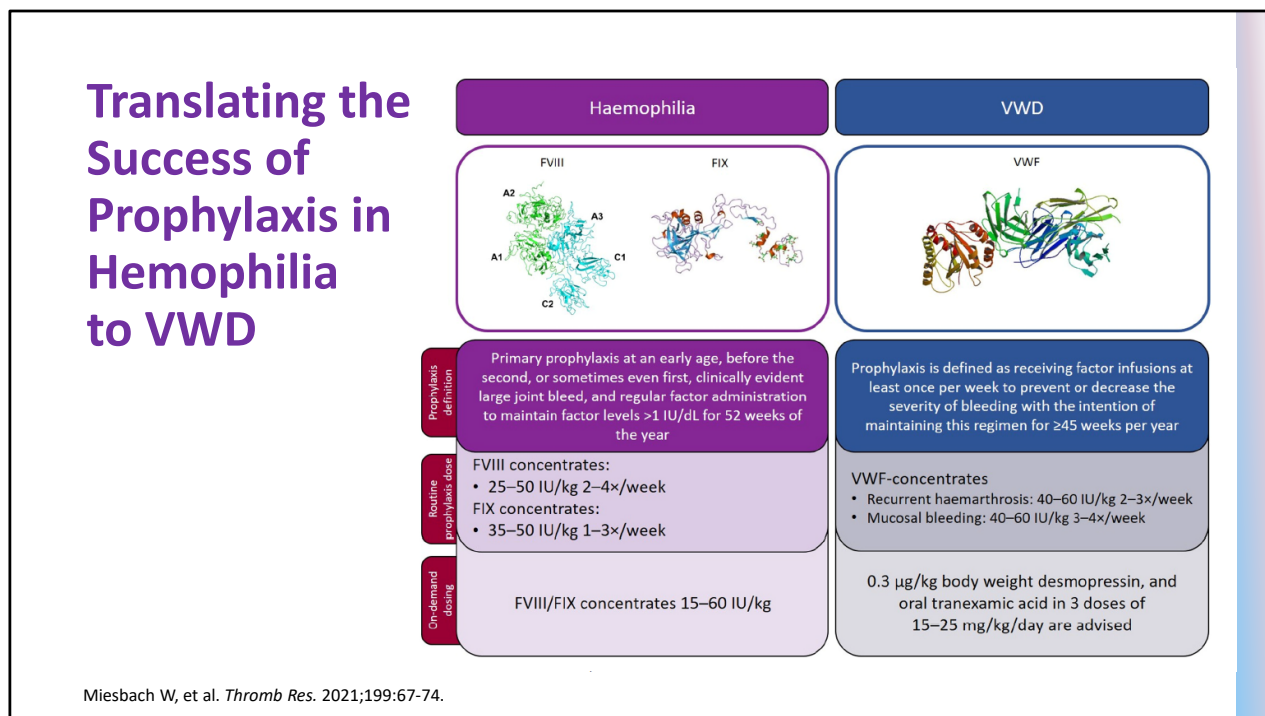 Translating the
Success of
Prophylaxis in
Hemophilia
to VWD
Haemophilia
VWD
FVIII
A2
A3
A1
C1
C2
FIX
VWF
Prophylaxis
definition
Primary prophylaxis at an early age, before the
second, or sometimes even first, clinically evident
large joint bleed, and regular factor administration
to maintain factor levels >1 IU/dL for 52 weeks of
the year
Prophylaxis is defined as receiving factor infusions at
least once per week to prevent or decrease the
severity of bleeding with the intention of
maintaining this regimen for ≥45 weeks per year
Routine
prophylaxis dose
FVIII concentrates:
• 25–50 IU/kg 2–4×/week
FIX concentrates:
• 35–50 IU/kg 1–3×/week
VWF-concentrates
• Recurrent haemarthrosis: 40–60 IU/kg 2–3×/week
• Mucosal bleeding: 40–60 IU/kg 3–4×/week
On-demand
dosing
FVIII/FIX concentrates 15–60 IU/kg
0.3 µg/kg body weight desmopressin, and
oral tranexamic acid in 3 doses of
15–25 mg/kg/day are advised
Miesbach W, et al. Thromb Res. 2021;199:67-74.